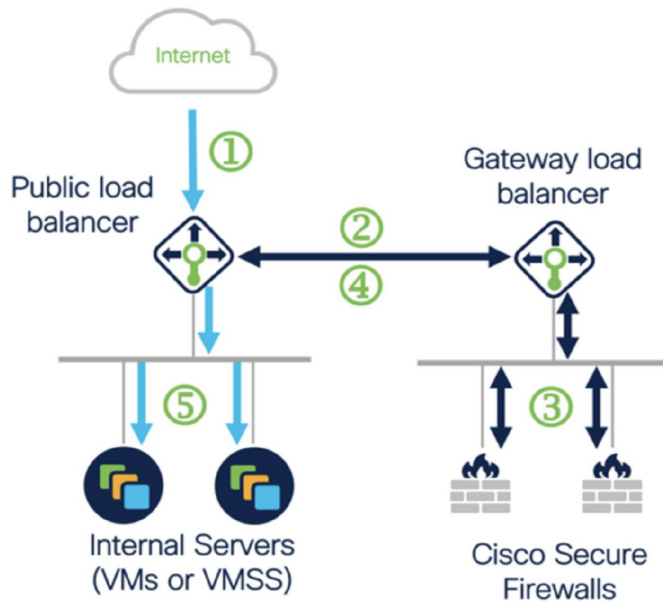 Internet
①
Public load
balancer
Gateway load
balancer
②
④
⑤
③
Internal Servers
(VMs or VMSS)
Cisco Secure
Firewalls